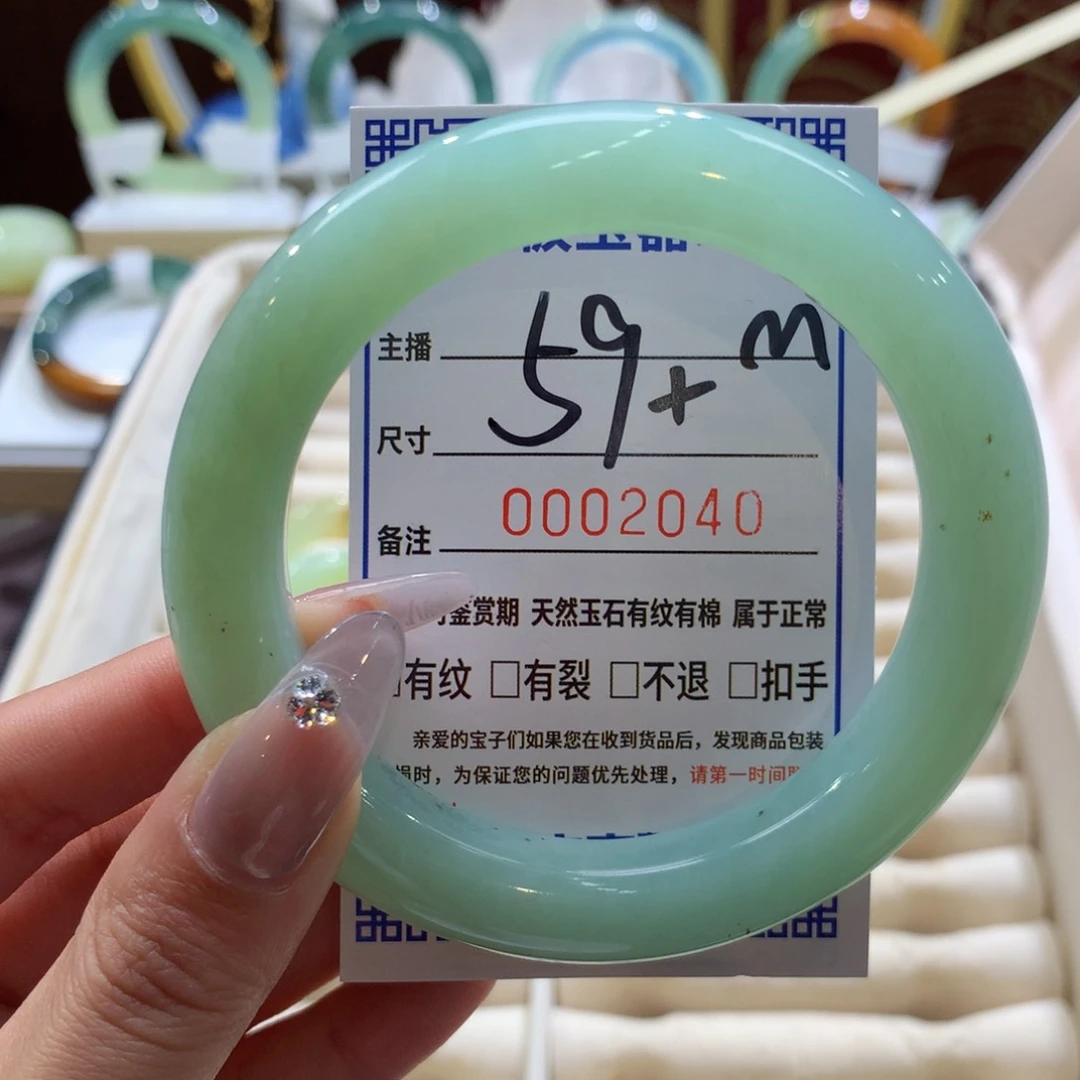 主播 M
尺寸 59+
备注 0002040
鉴赏期 天然玉石有纹有棉 属于正常
□有纹 □有裂 □不退 □扣手
亲爱的宝子们如果您在收到货品后，发现商品包装
损时，为保证您的问题优先处理，请第一时间联